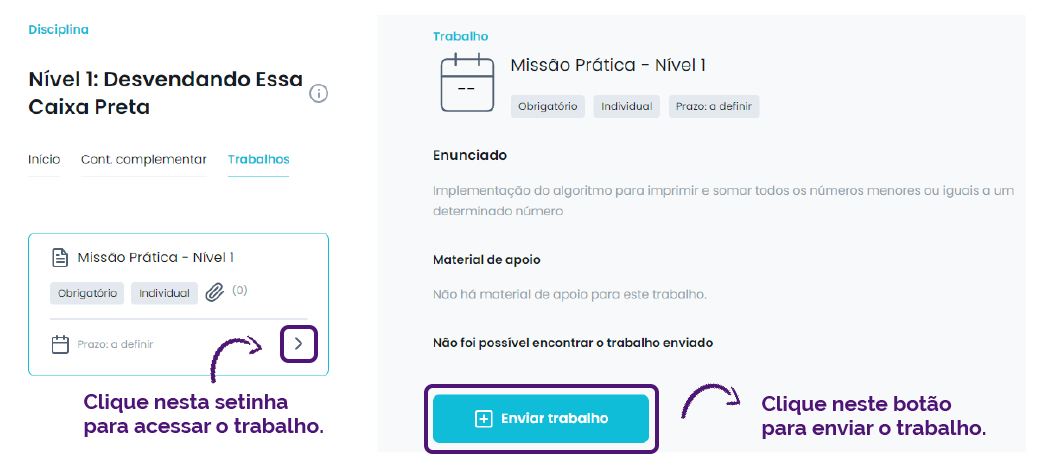 Disciplina
Nível 1: Desvendando Essa
Caixa Preta
Início Cont. complementar Trabalhos
Missão Prática - Nível 1
Obrigatório Individual (0)
Prazo: a definir
Clique nesta setinha
para acessar o trabalho.
Trabalho
--
Missão Prática - Nível 1
Obrigatório Individual Prazo: a definir
Enunciado
Implementação do algoritmo para imprimir e somar todos os números menores ou iguais a um
determinado número
Material de apoio
Não há material de apoio para este trabalho.
Não foi possível encontrar o trabalho enviado
Enviar trabalho
Clique neste botão
para enviar o trabalho.